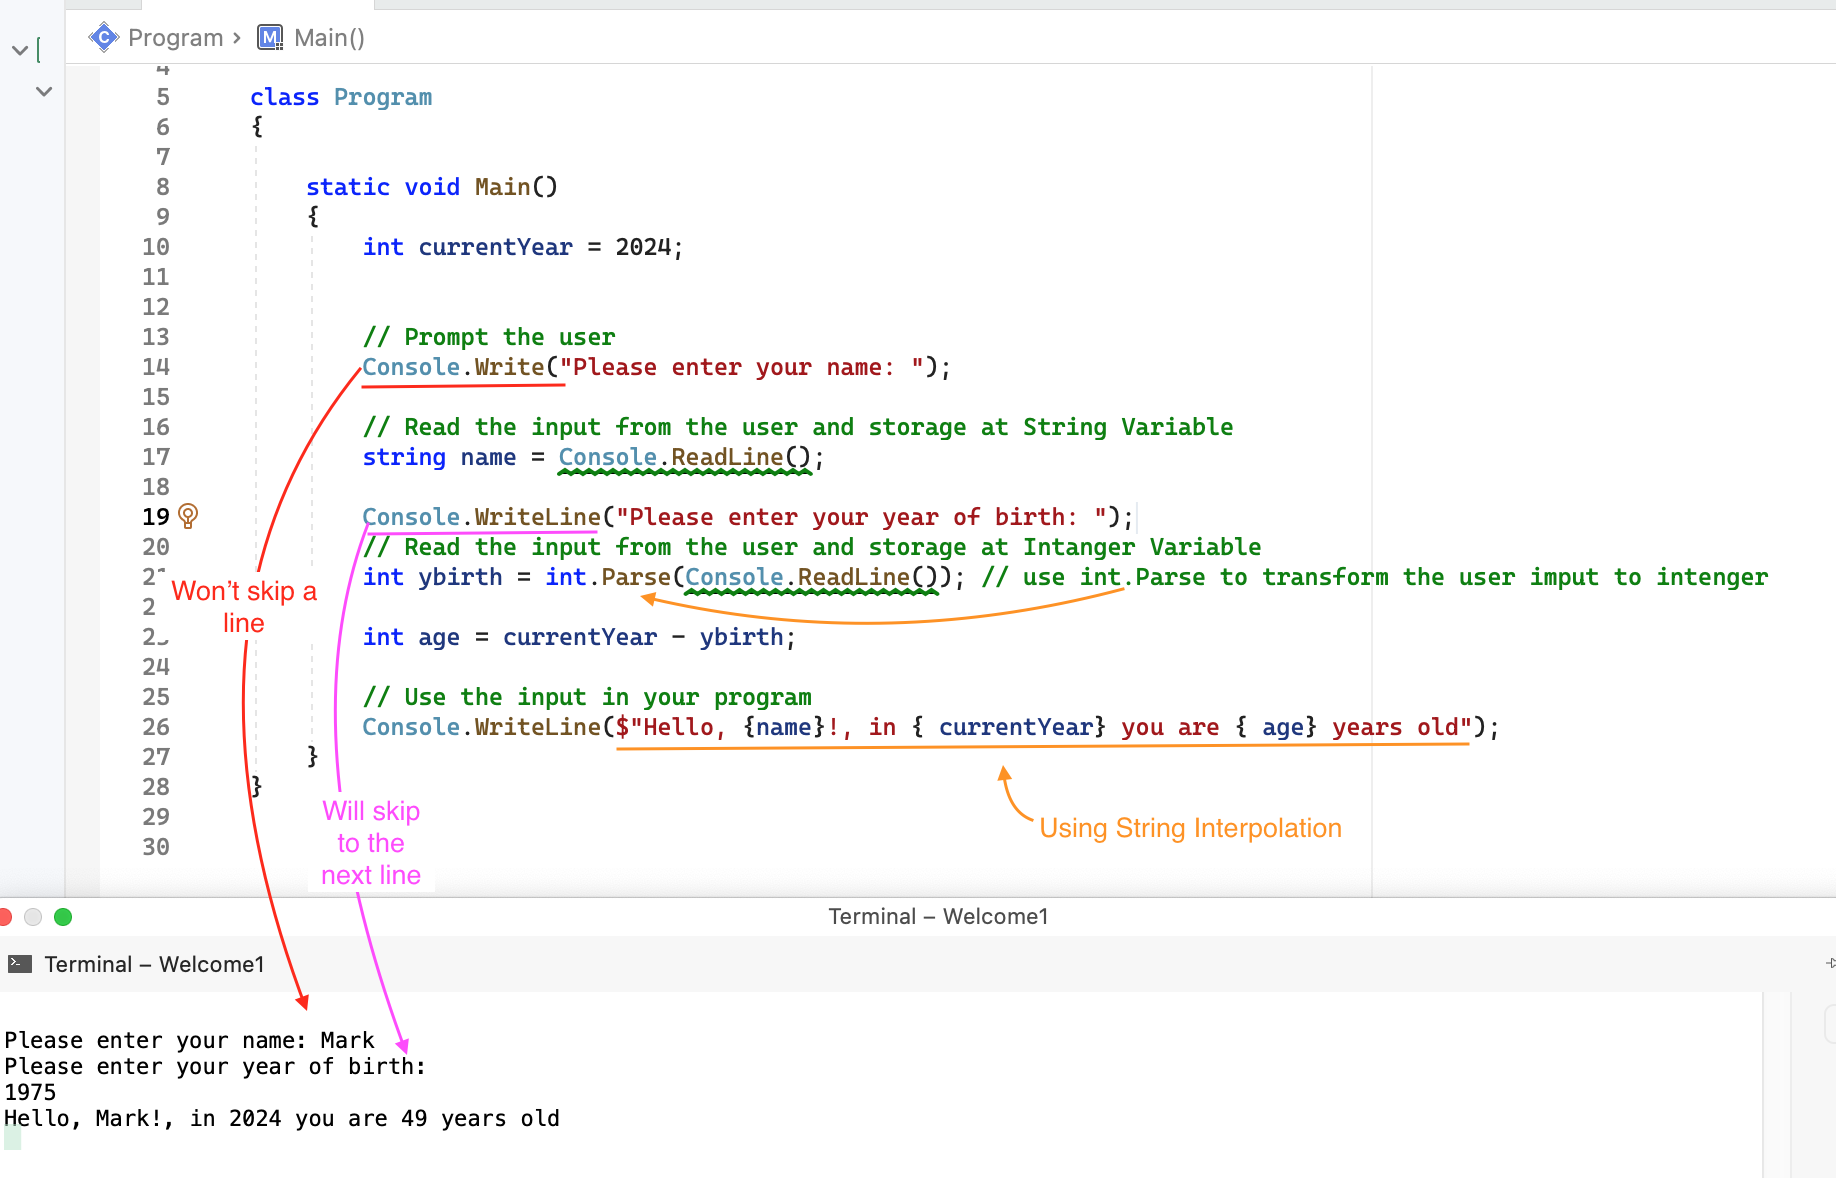 Program › Main()
4
5 class Program
6 {
7
8 static void Main()
9 {
10 int currentYear = 2024;
11
12
13 // Prompt the user
14 Console.Write("Please enter your name: ");
15
16 // Read the input from the user and storage at String Variable
17 string name = Console.ReadLine();
18
19 Console.WriteLine("Please enter your year of birth: ");
20 // Read the input from the user and storage at Intanger Variable
21 int ybirth = int.Parse(Console.ReadLine()); // use int.Parse to transform the user imput to intenger
Won't skip a
line
2
23 int age = currentYear - ybirth;
24
25 // Use the input in your program
26 Console.WriteLine($"Hello, {name}!, in { currentYear} you are { age} years old");
27 }
28 }
29
30
Will skip
to the
next line
Using String Interpolation
Terminal – Welcome1
Terminal – Welcome1
Please enter your name: Mark
Please enter your year of birth:
1975
Hello, Mark!, in 2024 you are 49 years old